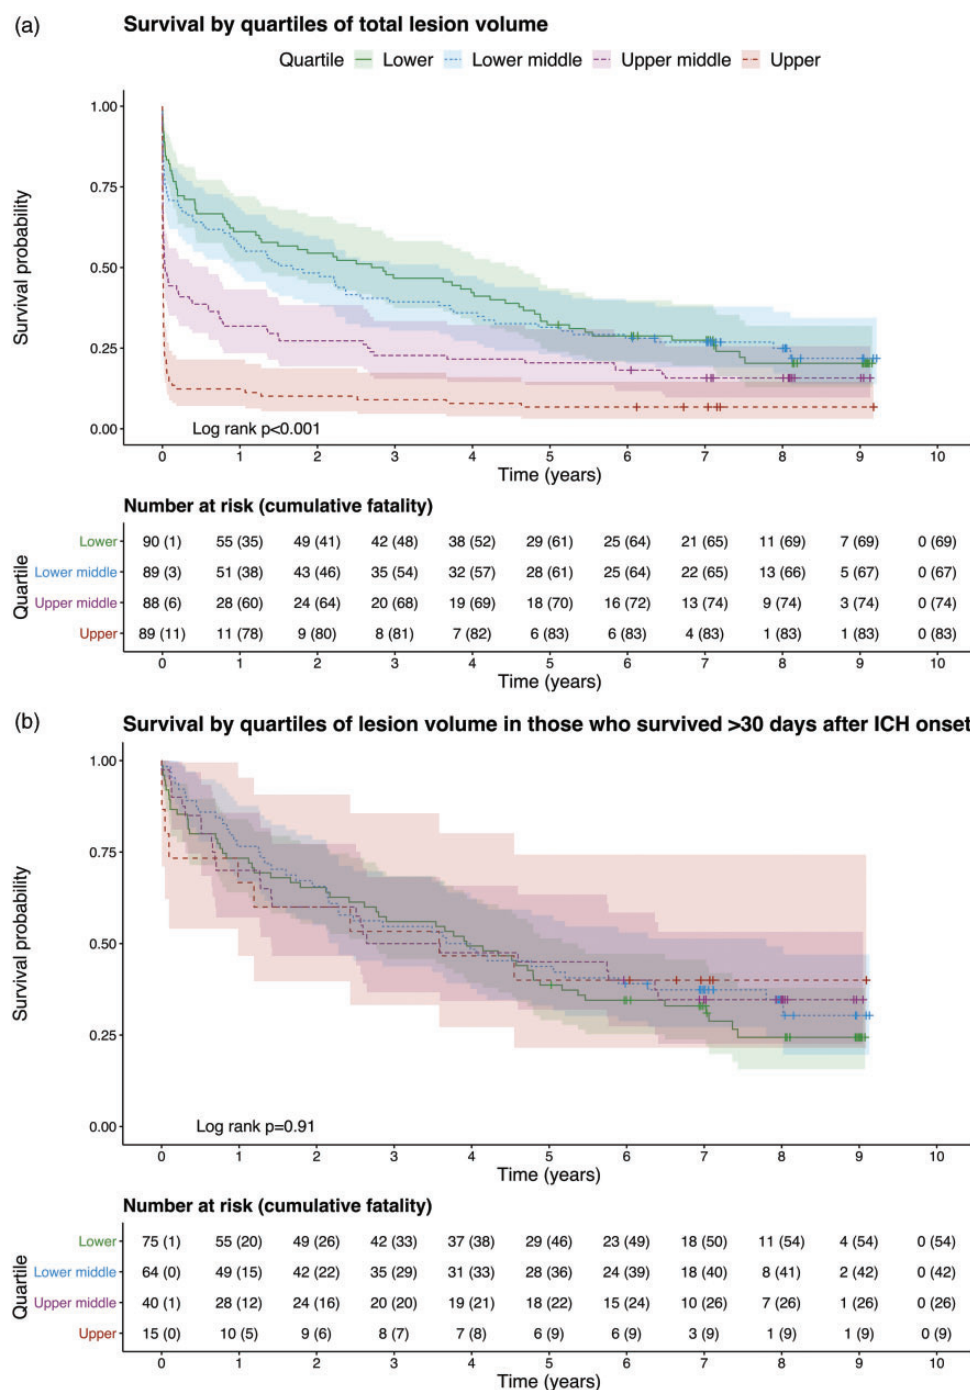 (a) Survival by quartiles of total lesion volume
Quartile Lower Lower middle Upper middle Upper
1.00
0.75
0.50
0.25
0.00
Survival probability
Log rank p<0.001
0 1 2 3 4 5 6 7 8 9 10
Time (years)
Number at risk (cumulative fatality)
Quartile
Lower 90 (1) 55 (35) 49 (41) 42 (48) 38 (52) 29 (61) 25 (64) 21 (65) 11 (69) 7 (69) 0 (69)
Lower middle 89 (3) 51 (38) 43 (46) 35 (54) 32 (57) 28 (61) 25 (64) 22 (65) 13 (66) 5 (67) 0 (67)
Upper middle 88 (6) 28 (60) 24 (64) 20 (68) 19 (69) 18 (70) 16 (72) 13 (74) 9 (74) 3 (74) 0 (74)
Upper 89 (11) 11 (78) 9 (80) 8 (81) 7 (82) 6 (83) 6 (83) 4 (83) 1 (83) 1 (83) 0 (83)
0 1 2 3 4 5 6 7 8 9 10
Time (years)
(b) Survival by quartiles of lesion volume in those who survived >30 days after ICH onset
1.00
0.75
0.50
0.25
0.00
Survival probability
Log rank p=0.91
0 1 2 3 4 5 6 7 8 9 10
Time (years)
Number at risk (cumulative fatality)
Quartile
Lower 75 (1) 55 (20) 49 (26) 42 (33) 37 (38) 29 (46) 23 (49) 18 (50) 11 (54) 4 (54) 0 (54)
Lower middle 64 (0) 49 (15) 42 (22) 35 (29) 31 (33) 28 (36) 24 (39) 18 (40) 8 (41) 2 (42) 0 (42)
Upper middle 40 (1) 28 (12) 24 (16) 20 (20) 19 (21) 18 (22) 15 (24) 10 (26) 7 (26) 1 (26) 0 (26)
Upper 15 (0) 10 (5) 9 (6) 8 (7) 7 (8) 6 (9) 6 (9) 3 (9) 1 (9) 1 (9) 0 (9)
0 1 2 3 4 5 6 7 8 9 10
Time (years)